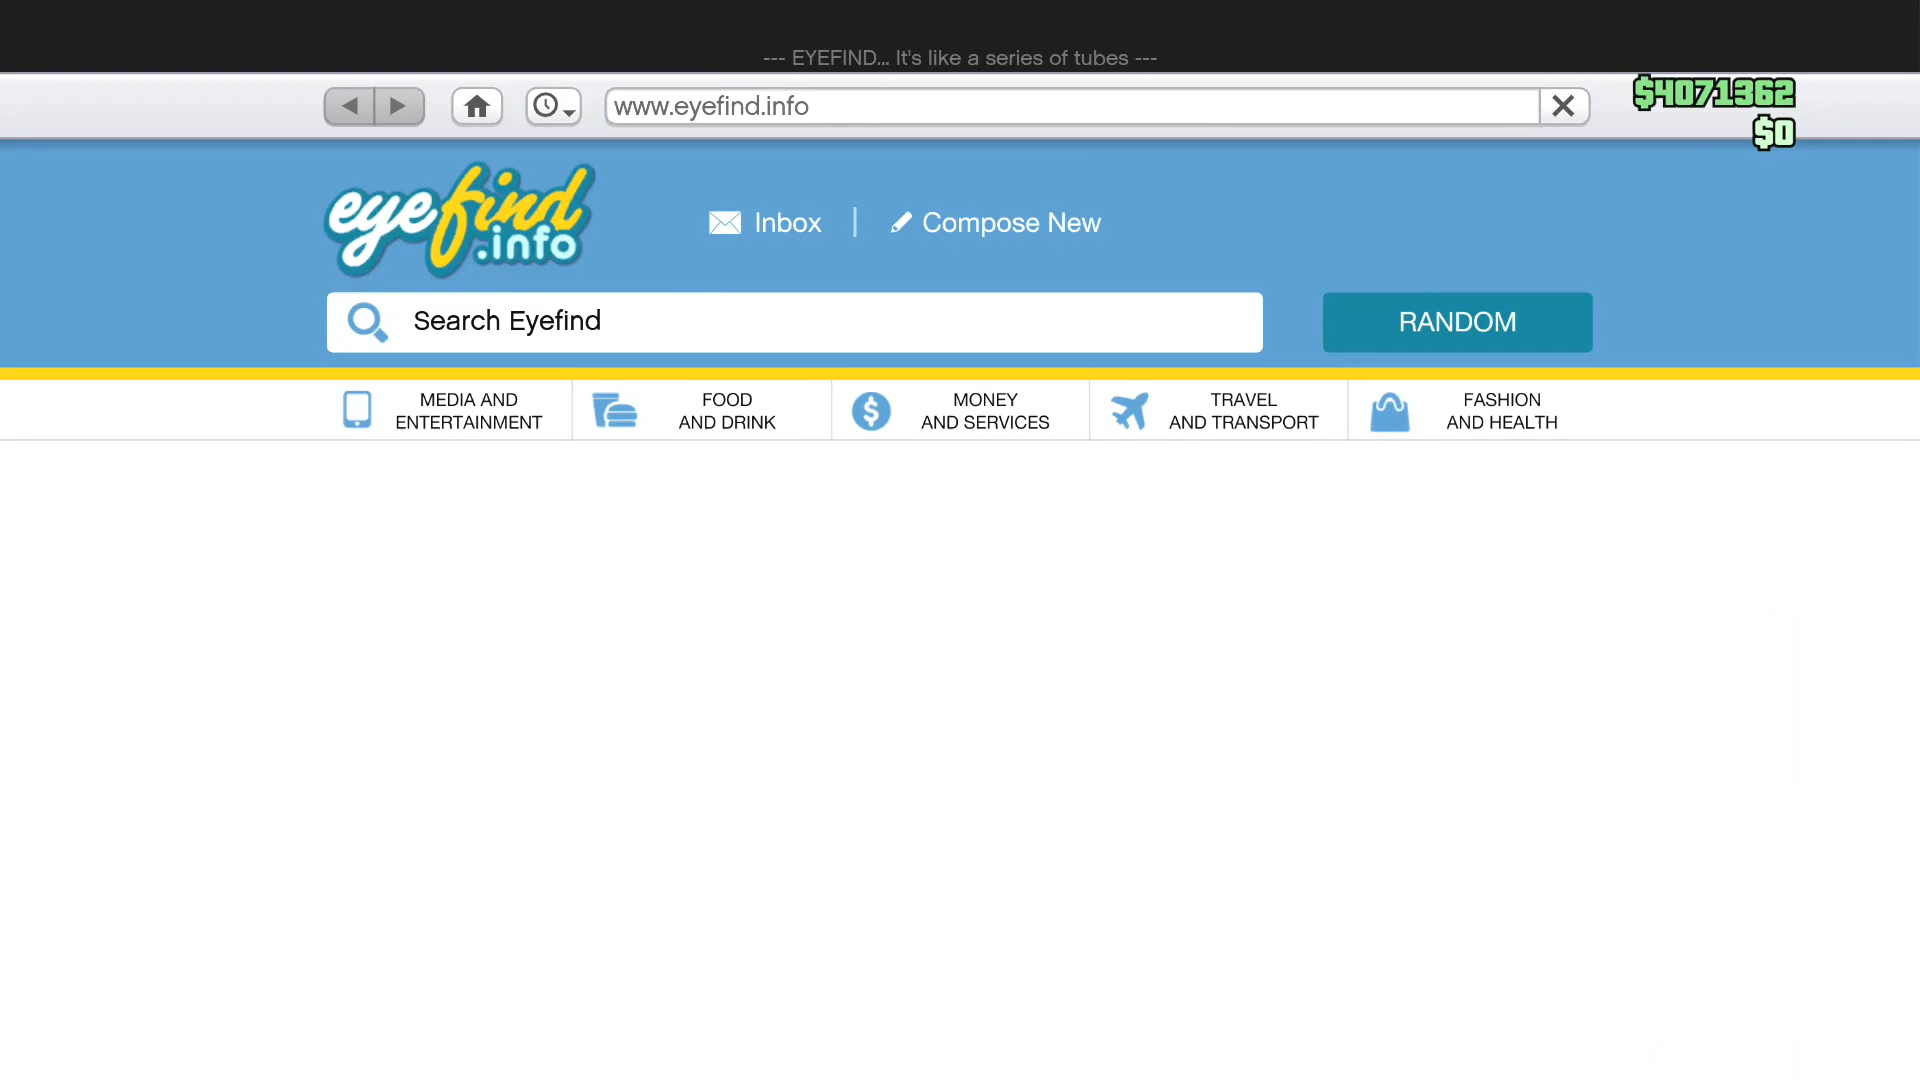 --- EYEFIND... It's like a series of tubes ---
www.eyefind.info
$4071362
$0
eyefind
.info
Inbox
Compose New
Search Eyefind
RANDOM
MEDIA AND
ENTERTAINMENT
FOOD
AND DRINK
MONEY
AND SERVICES
TRAVEL
AND TRANSPORT
FASHION
AND HEALTH